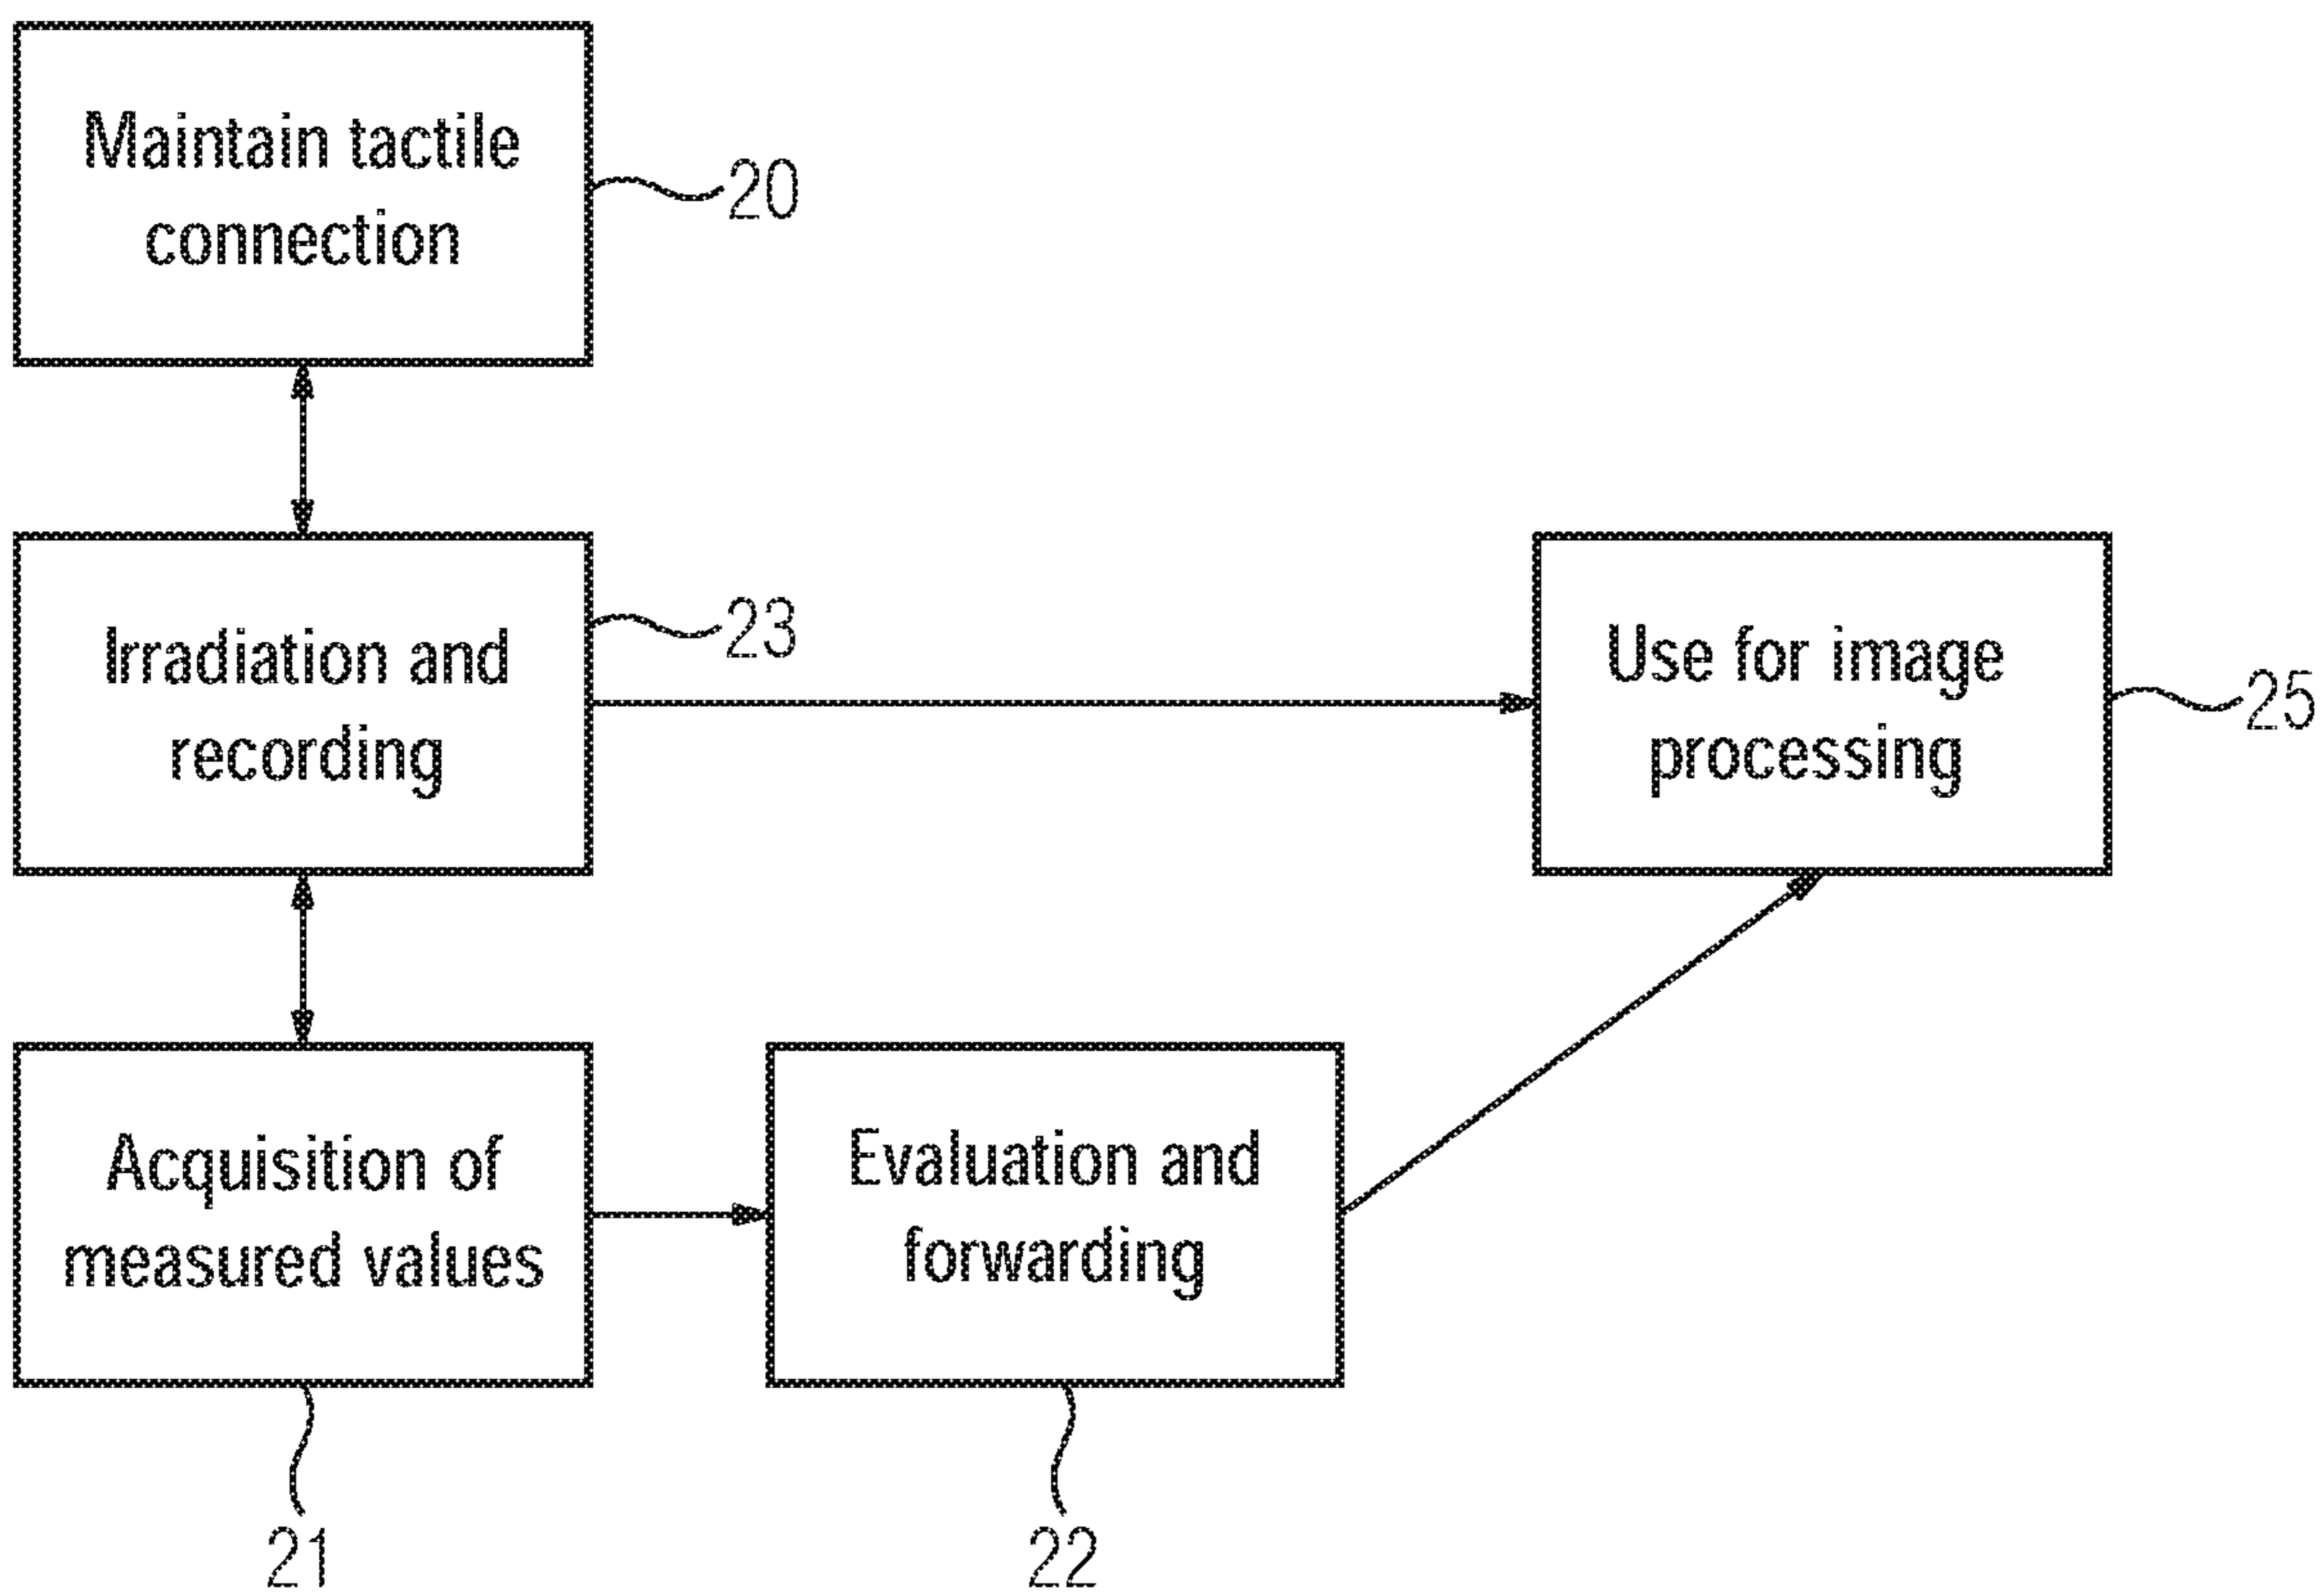 Maintain tactile
connection
20
Irradiation and
recording
23
Use for image
processing
25
Acquisition of
measured values
21
Evaluation and
forwarding
22